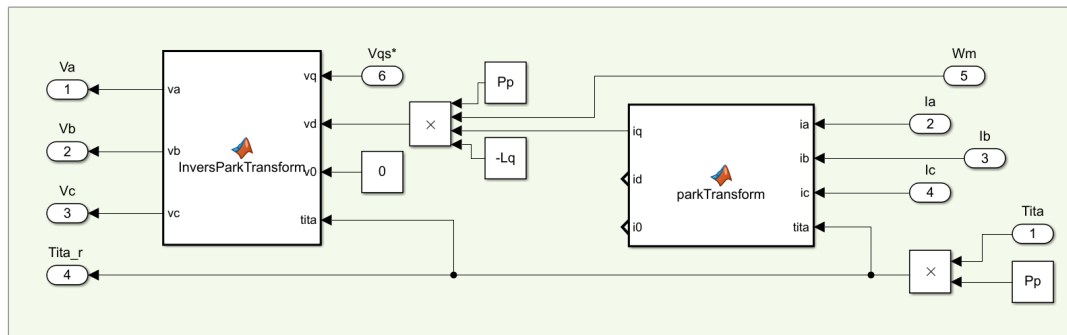 Va
1
va
Vb
2
vb
Vc
3
vc
Tita_r
4
InversParkTransform
vq
vd
v0
tita
Vqs*
6
×
0
Pp
-Lq
iq
id
i0
parkTransform
ia
ib
ic
tita
Wm
5
Ia
2
Ib
3
Ic
4
Tita
1
×
Pp